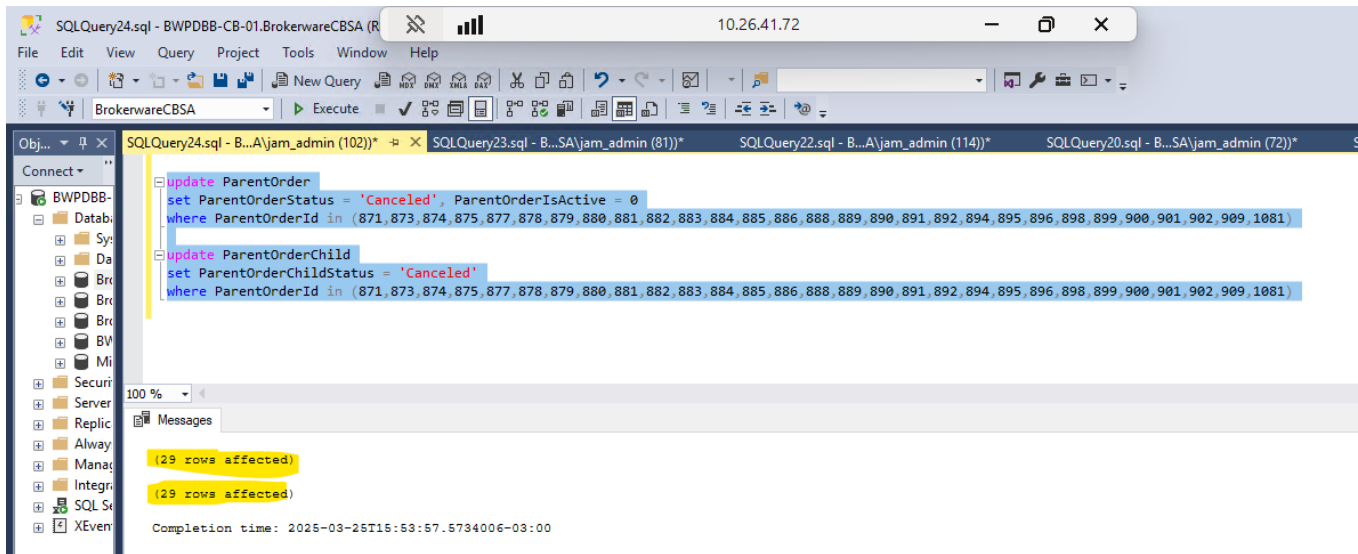 SQLQuery24.sql - BWPDBB-CB-01.BrokerwareCBSA (R
10.26.41.72
File Edit View Query Project Tools Window Help
New Query MDX DMX XMLA DAX
BrokerwareCBSA Execute
Obj...
SQLQuery24.sql - B...A\jam_admin (102))* SQLQuery23.sql - B...SA\jam_admin (81))* SQLQuery22.sql - B...A\jam_admin (114))* SQLQuery20.sql - B...SA\jam_admin (72))* S
Connect
BWPDBB-
Datab
Sy
Da
Bro
Bro
Bro
BW
Mi
Securi
Server
Replic
Alway
Manag
Integr
SQL Se
XEven
update ParentOrder
set ParentOrderStatus = 'Canceled', ParentOrderIsActive = 0
where ParentOrderId in (871,873,874,875,877,878,879,880,881,882,883,884,885,886,888,889,890,891,892,894,895,896,898,899,900,901,902,909,1081)
update ParentOrderChild
set ParentOrderChildStatus = 'Canceled'
where ParentOrderId in (871,873,874,875,877,878,879,880,881,882,883,884,885,886,888,889,890,891,892,894,895,896,898,899,900,901,902,909,1081)
100 %
Messages
(29 rows affected)
(29 rows affected)
Completion time: 2025-03-25T15:53:57.5734006-03:00